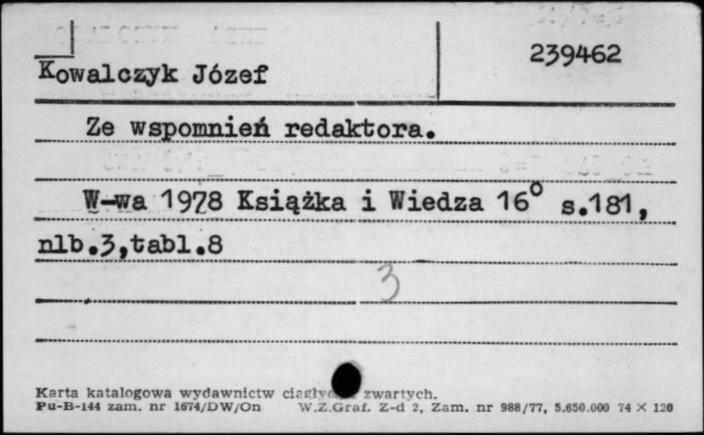 239462
Kowalczyk Józef
Ze wspomnień redaktora.
W-wa 1978 Książka i Wiedza 16° s.181,
nlb.3,tabl.8
3
Karta katalogowa wydawnictw zwartych.
Pu-B-144 zam. nr 1674/DW/On W.Z.Graf. Z-d 2, Zam. nr 988/77, 5.650.000 74 X 120